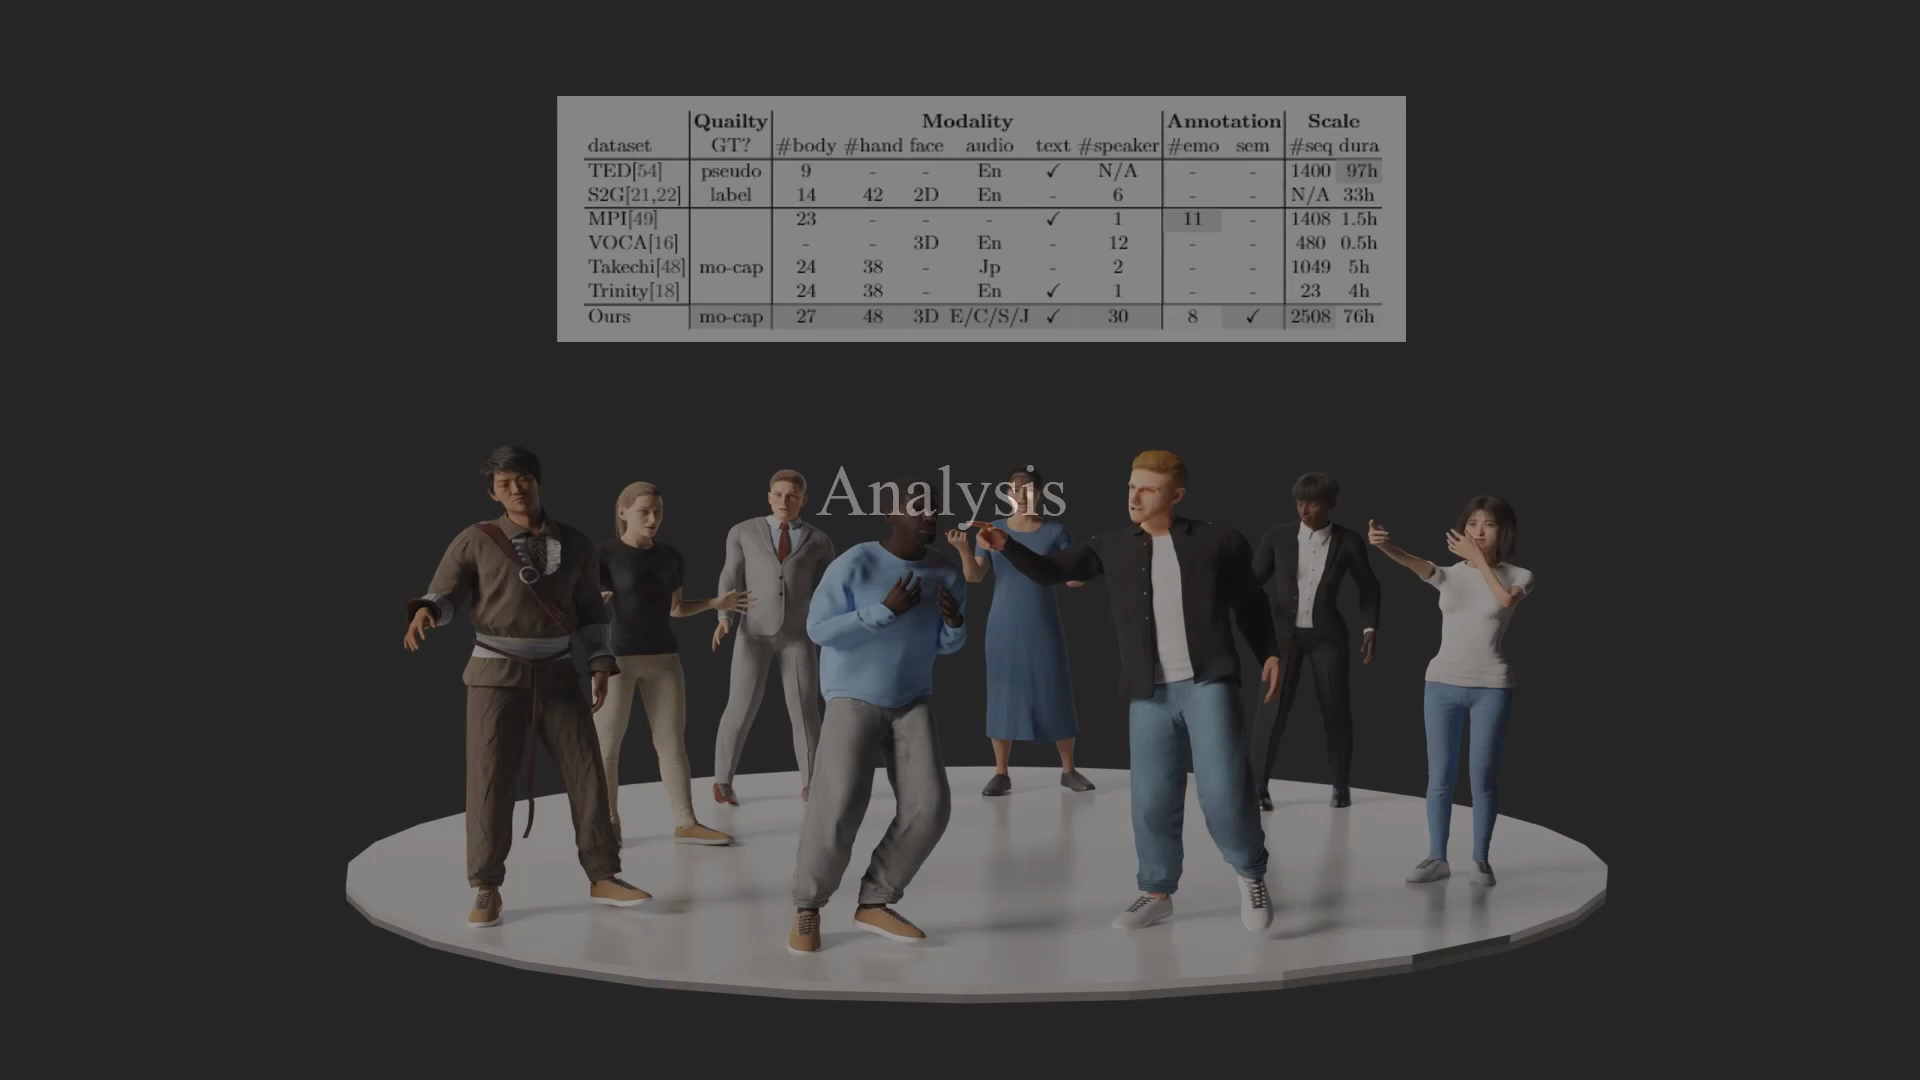 Quailty Modality Annotation Scale
dataset GT? #body #hand face audio text #speaker #emo sem #seq dura
TED[54] pseudo 9 - - En ✓ N/A - - 1400 97h
S2G[21,22] label 14 42 2D En - 6 - - N/A 33h
MPI[49] 23 - - - ✓ 1 11 - 1408 1.5h
VOCA[16] - - 3D En - 12 - - 480 0.5h
Takechi[48] mo-cap 24 38 - Jp - 2 - - 1049 5h
Trinity[18] 24 38 - En ✓ 1 - - 23 4h
Ours mo-cap 27 48 3D E/C/S/J ✓ 30 8 ✓ 2508 76h
Analysis